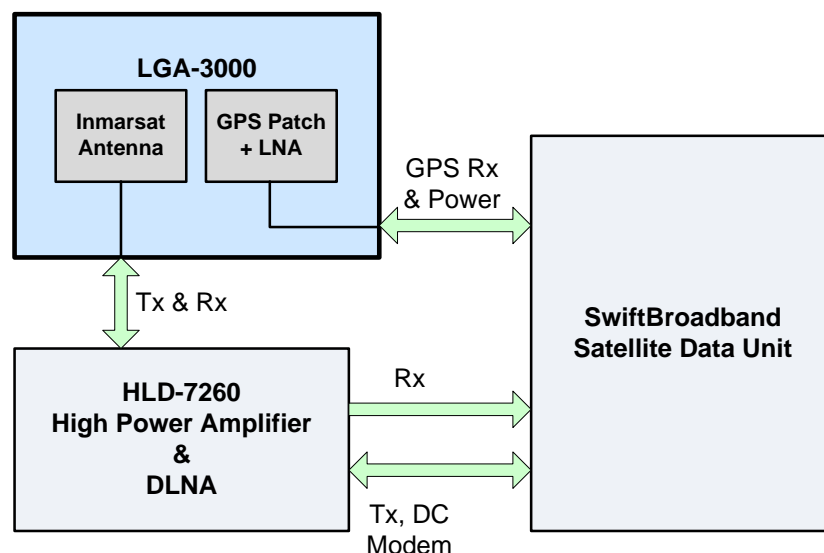 LGA-3000
Inmarsat
Antenna
GPS Patch
+ LNA
GPS Rx
& Power
Tx & Rx
SwiftBroadband
Satellite Data Unit
HLD-7260
High Power Amplifier
&
DLNA
Rx
Tx, DC
Modem